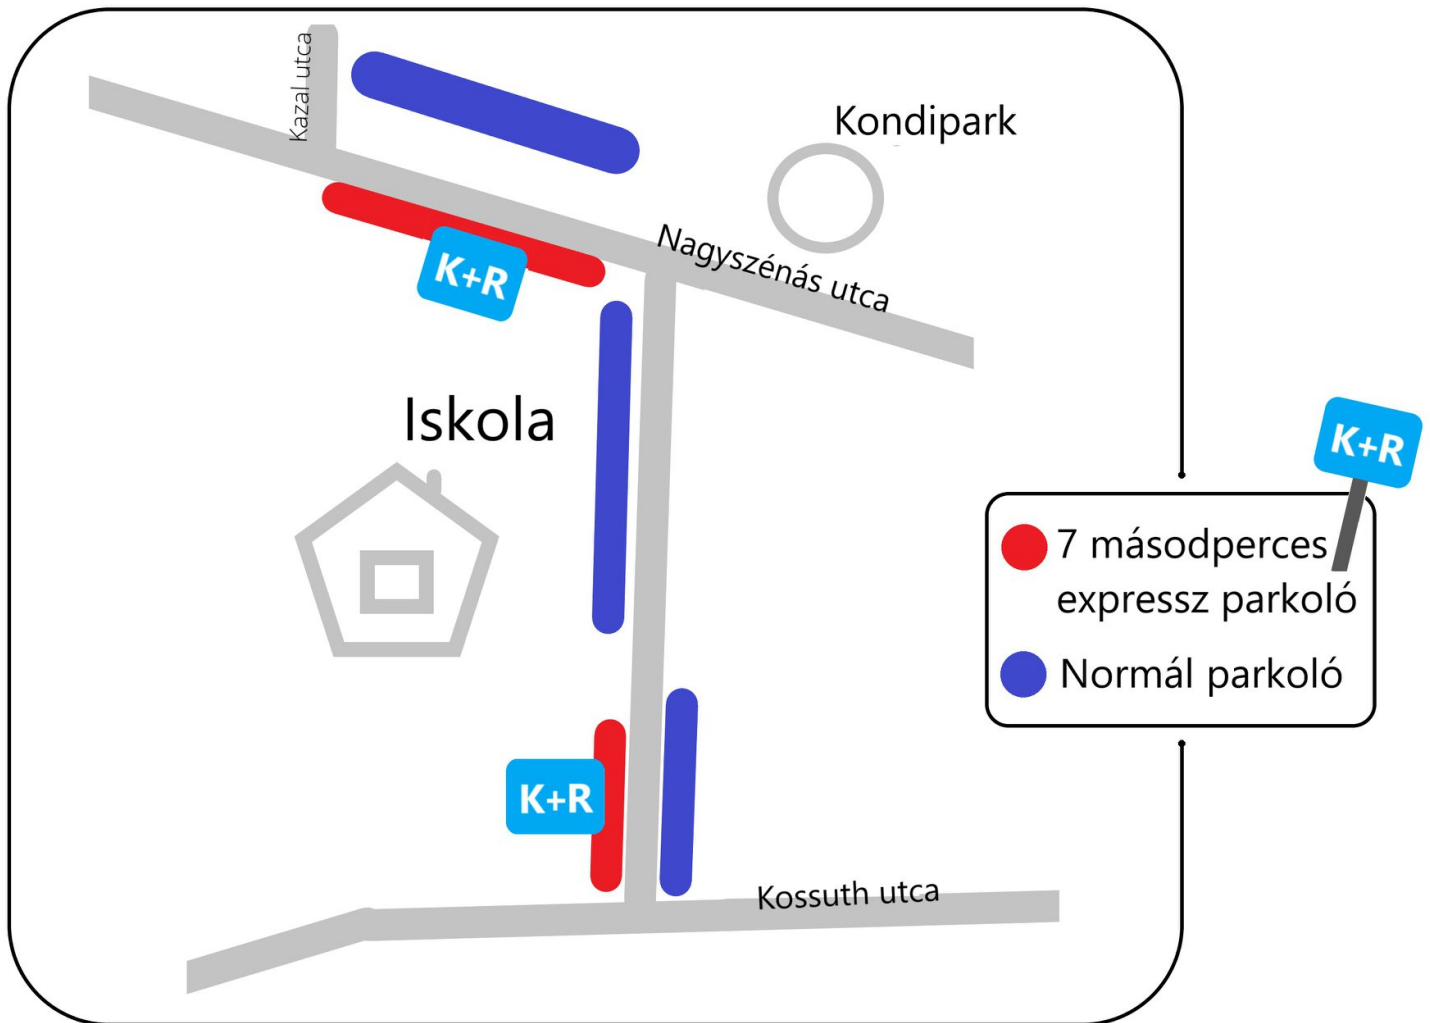 Kazal utca
Kondipark
Nagyszénás utca
K+R
Iskola
K+R
7 másodperces
expressz parkoló
Normál parkoló
K+R
Kossuth utca